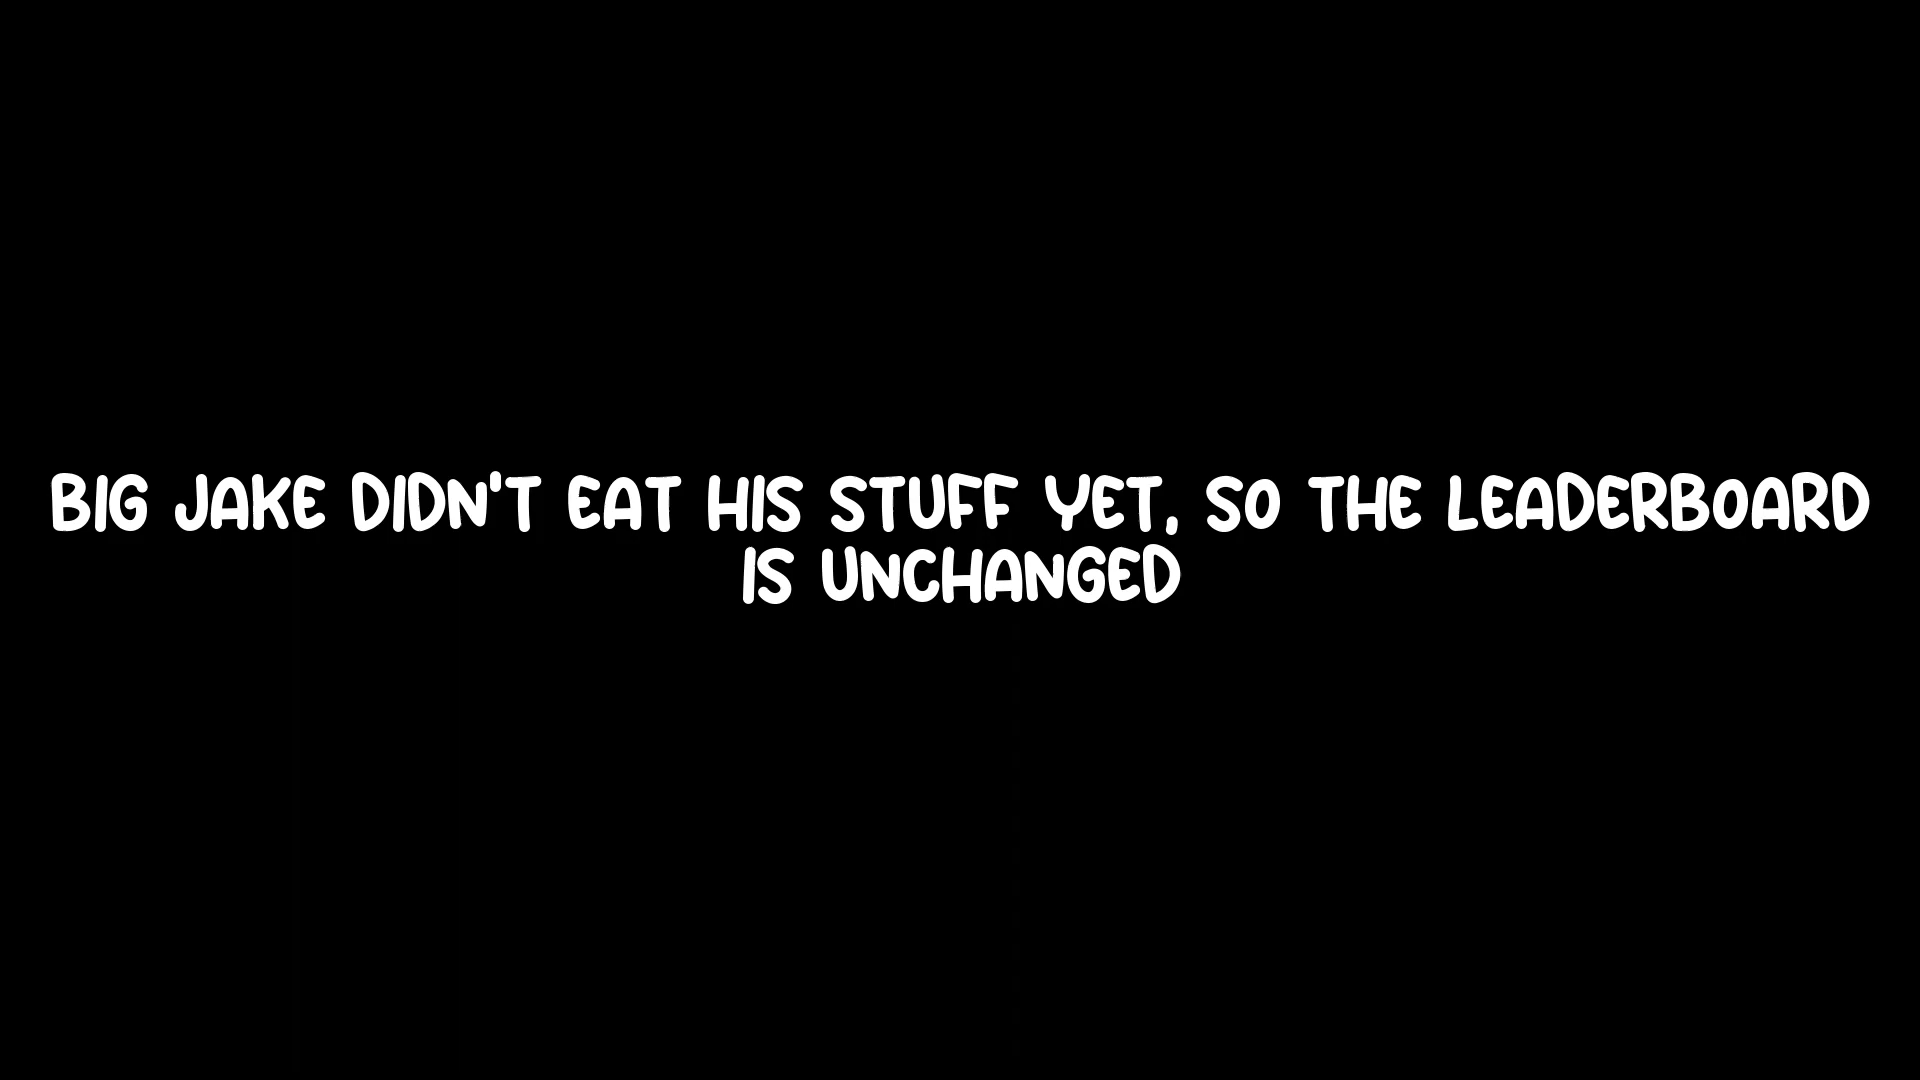 BIG JAKE DIDN'T EAT HIS STUFF YET, SO THE LEADERBOARD
IS UNCHANGED